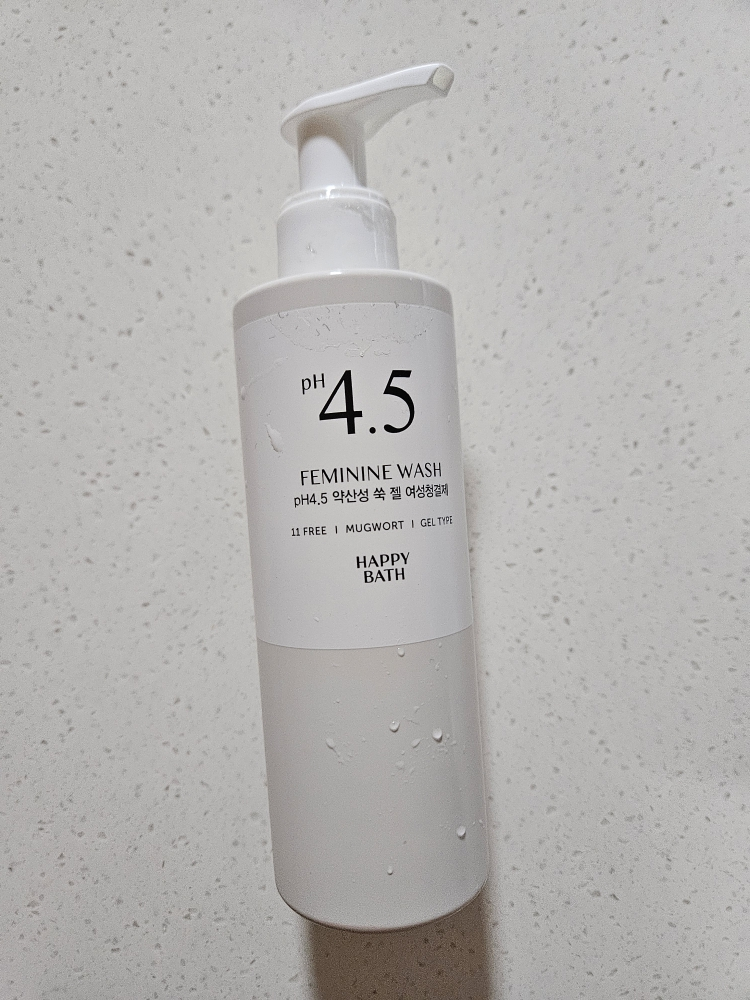 pH 4.5
FEMININE WASH
pH4.5 약산성 쑥 젤 여성청결제
11 FREE I MUGWORT I GEL TYPE
HAPPY
BATH